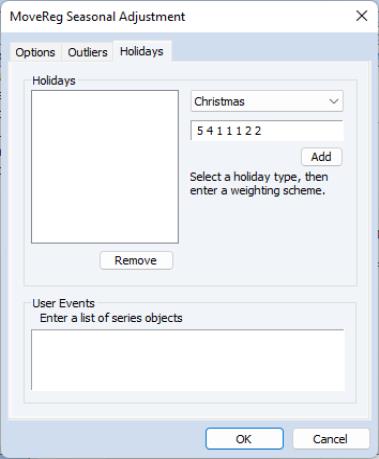 MoveReg Seasonal Adjustment
Options Outliers Holidays
Holidays
Christmas
5 4 1 1 1 2 2
Add
Select a holiday type, then
enter a weighting scheme.
Remove
User Events
Enter a list of series objects
OK Cancel